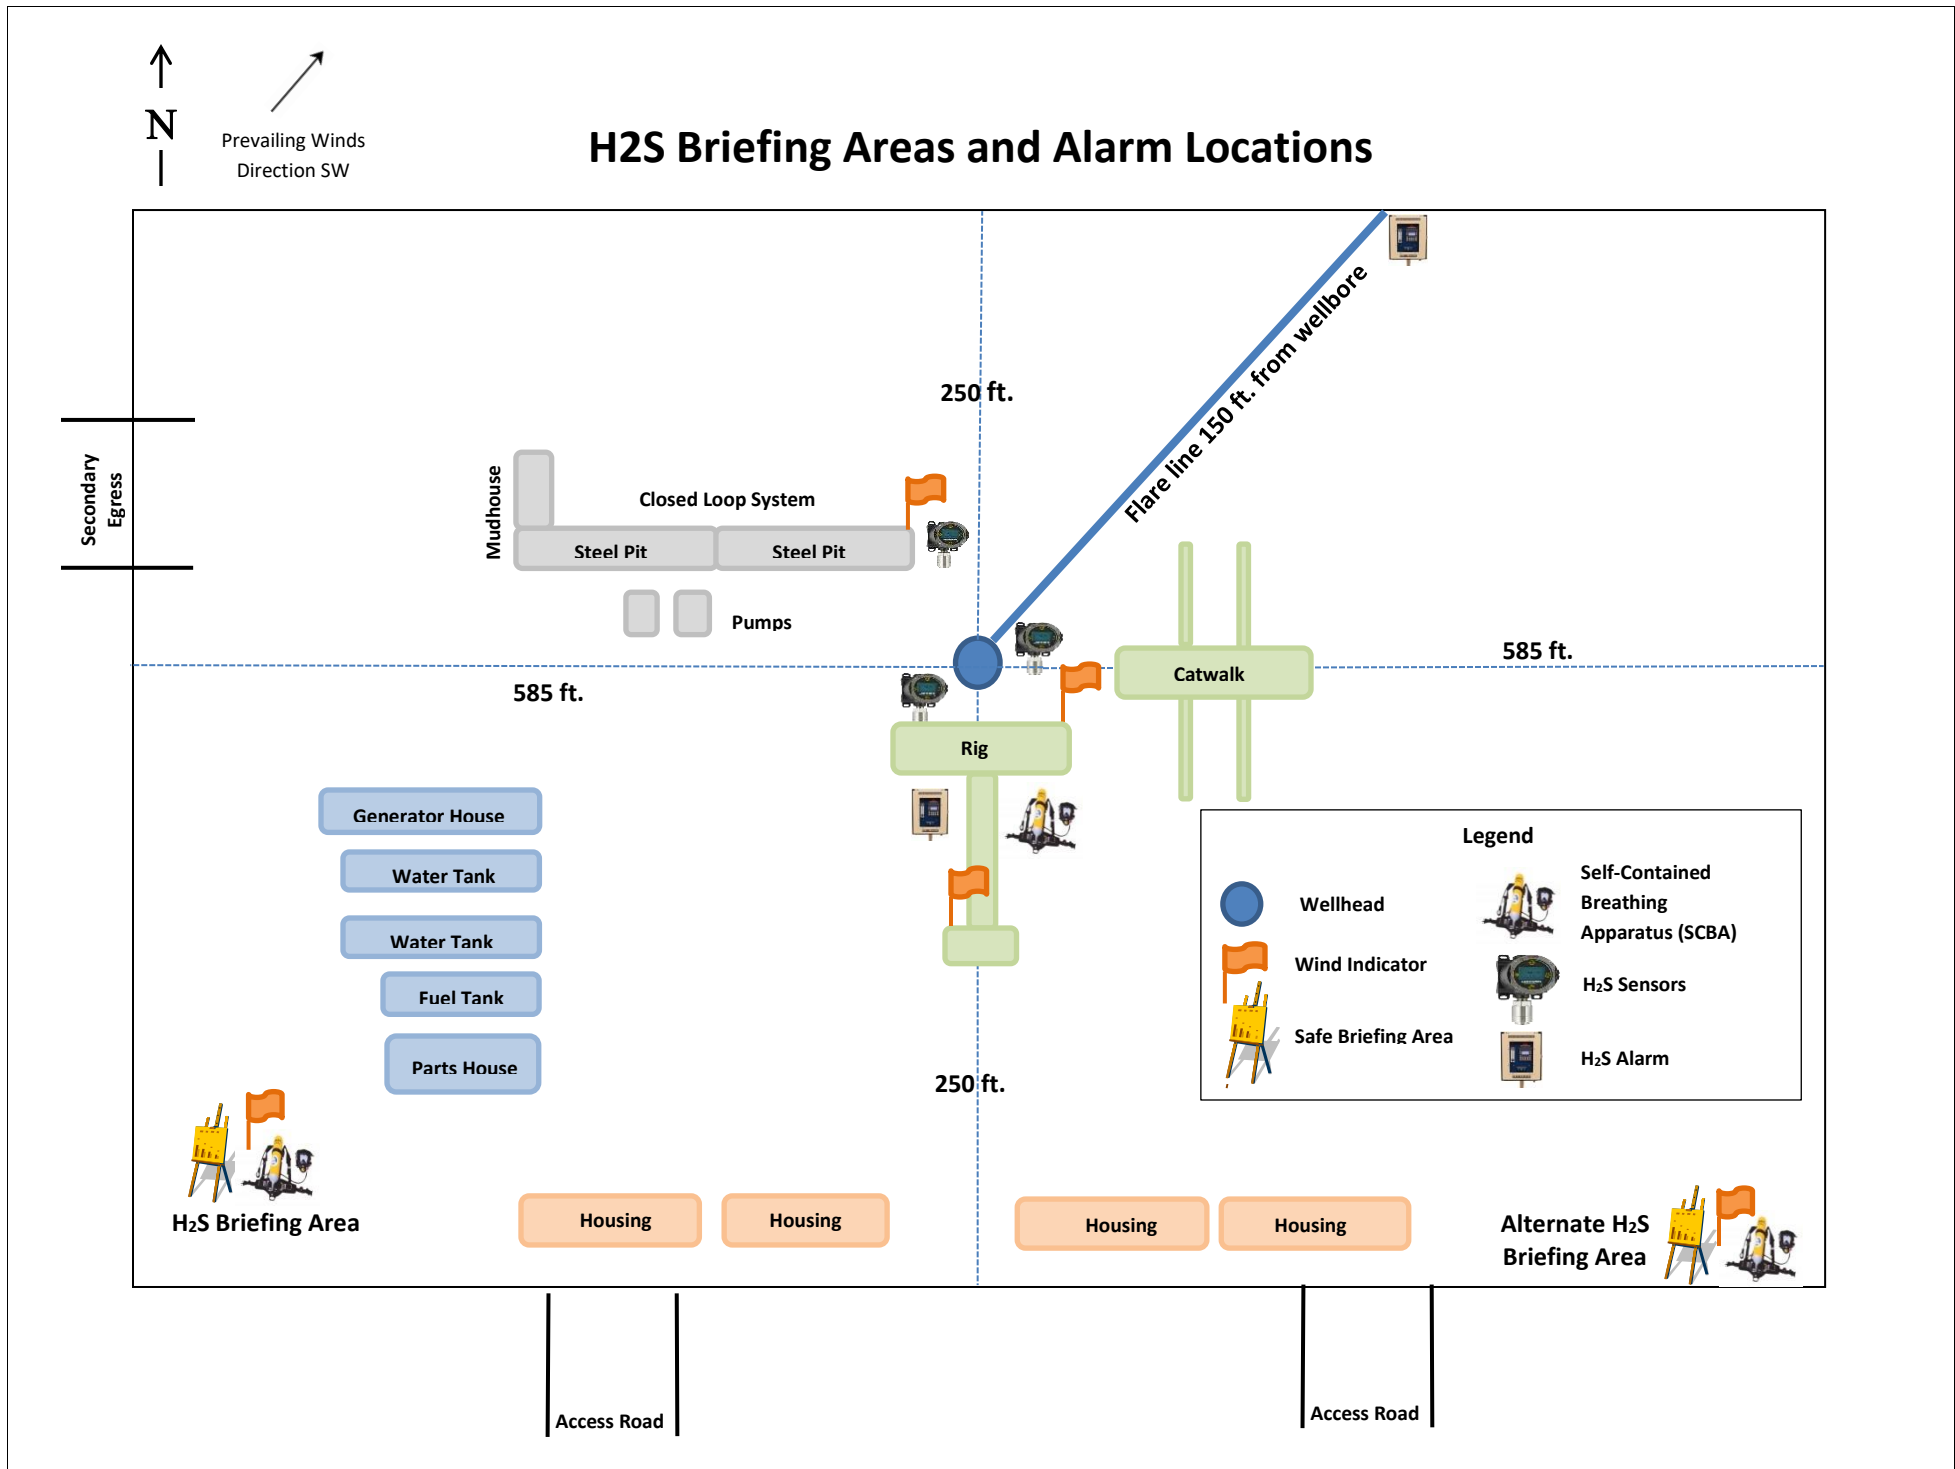 N
Prevailing Winds
Direction SW
H2S Briefing Areas and Alarm Locations
Flare line 150 ft. from wellbore
250 ft.
Secondary
Egress
Mudhouse
Closed Loop System
Steel Pit
Steel Pit
Pumps
585 ft.
585 ft.
Catwalk
Rig
Generator House
Water Tank
Water Tank
Fuel Tank
Parts House
250 ft.
Legend
Wellhead
Wind Indicator
Safe Briefing Area
Self-Contained
Breathing
Apparatus (SCBA)
H₂S Sensors
H₂S Alarm
H₂S Briefing Area
Housing
Housing
Housing
Housing
Alternate H₂S
Briefing Area
Access Road
Access Road